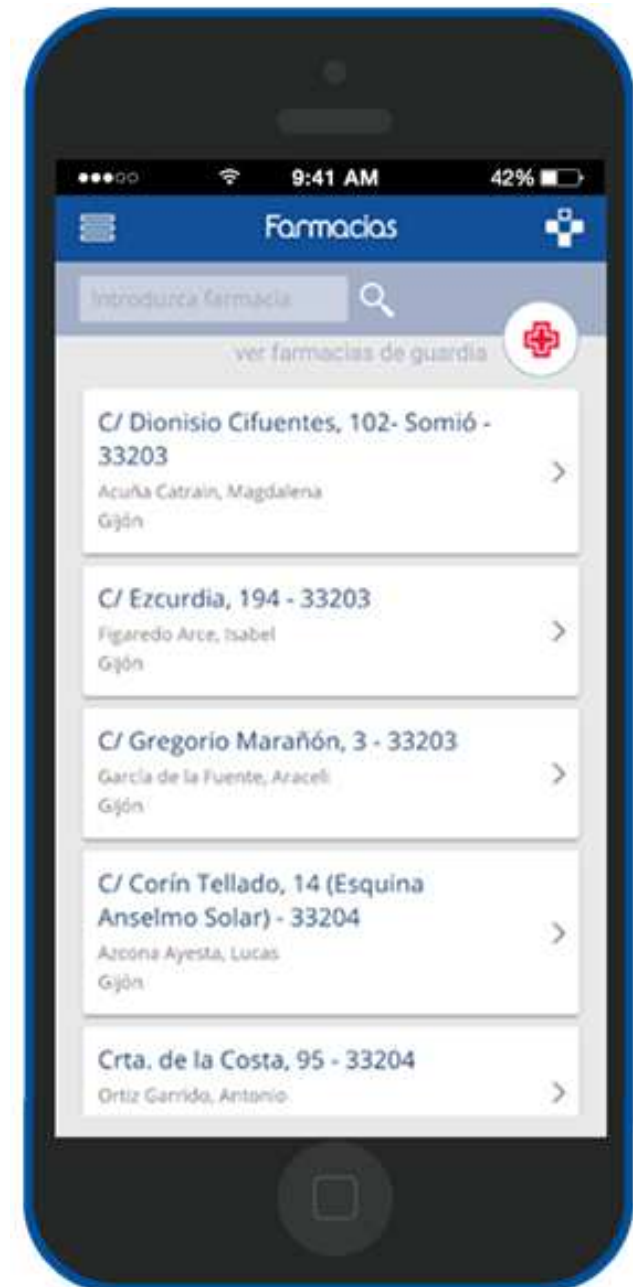 9:41 AM
42%
Farmacias
Introdurca farmacia
ver farmacias de guardia
C/ Dionisio Cifuentes, 102- Somió -
33203
Acuña Catrain, Magdalena
Gijón
C/ Ezcurdia, 194 - 33203
Figaredo Arce, Isabel
Gijón
C/ Gregorio Marañón, 3 - 33203
García de la Fuente, Araceli
Gijón
C/ Corín Tellado, 14 (Esquina
Anselmo Solar) - 33204
Azcona Ayesta, Lucas
Gijón
Crta. de la Costa, 95 - 33204
Ortiz Garrido, Antonio